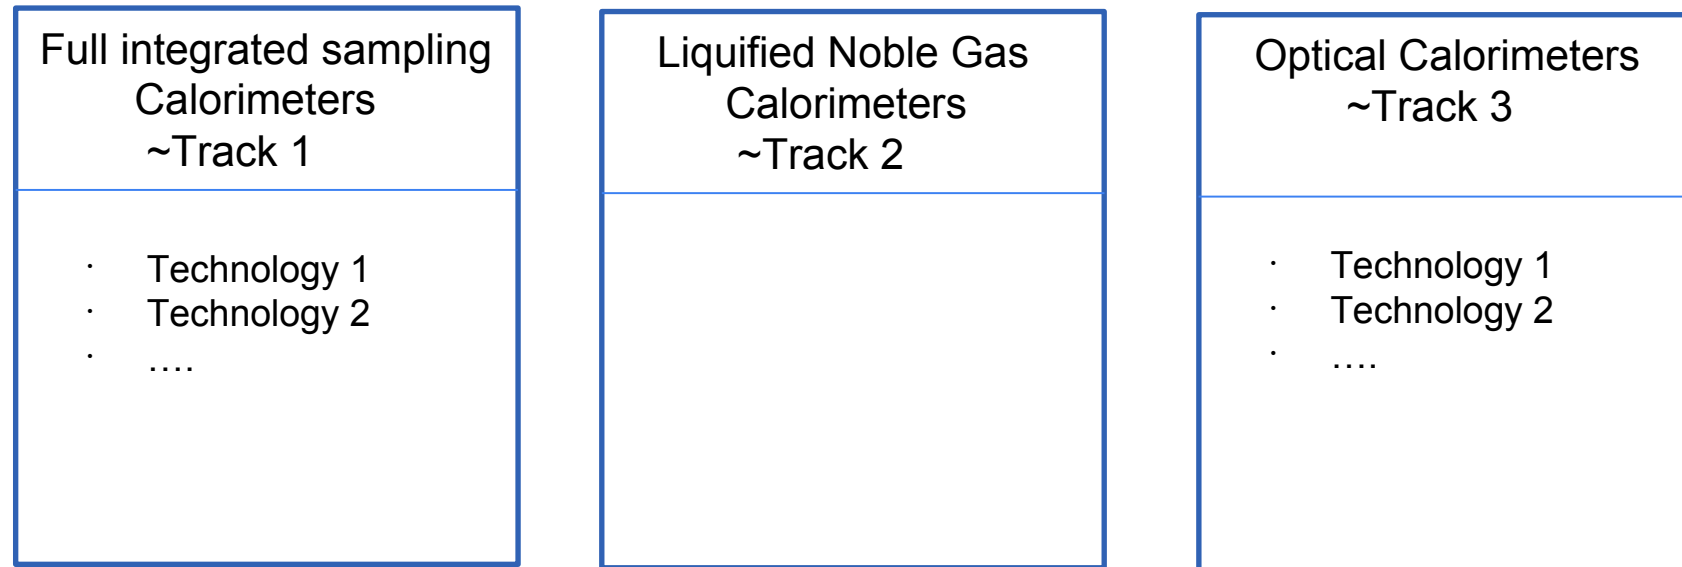 Full integrated sampling
Calorimeters
~Track 1
· Technology 1
· Technology 2
· ....
Liquified Noble Gas
Calorimeters
~Track 2
Optical Calorimeters
~Track 3
· Technology 1
· Technology 2
· ....